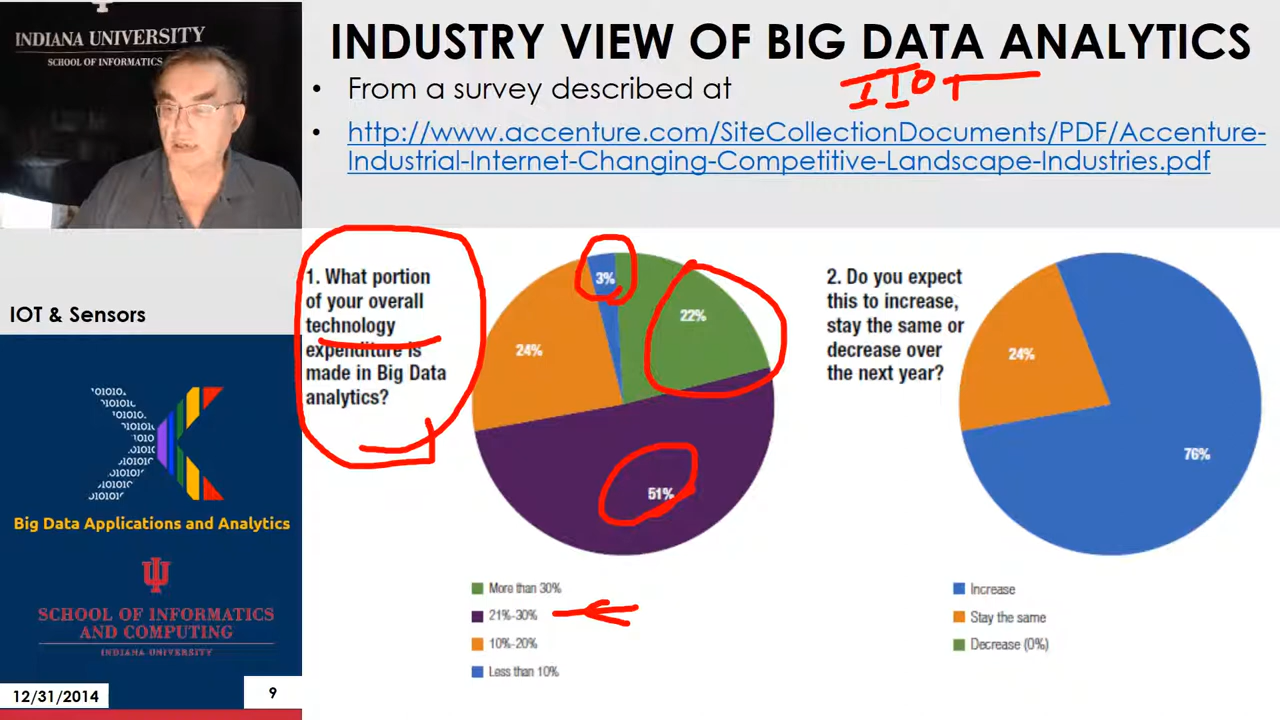 INDIANA UNIVERSITY
SCHOOL OF INFORMATICS
INDUSTRY VIEW OF BIG DATA ANALYTICS
IIOT
• From a survey described at
• http://www.accenture.com/SiteCollectionDocuments/PDF/Accenture-
Industrial-Internet-Changing-Competitive-Landscape-Industries.pdf
IOT & Sensors
1. What portion
of your overall
technology
expenditure is
made in Big Data
analytics?
3%
22%
24%
51%
More than 30%
21%-30%
10%-20%
Less than 10%
2. Do you expect
this to increase,
stay the same or
decrease over
the next year?
24%
76%
Increase
Stay the same
Decrease (0%)
Big Data Applications and Analytics
SCHOOL OF INFORMATICS
AND COMPUTING
INDIANA UNIVERSITY
12/31/2014
9